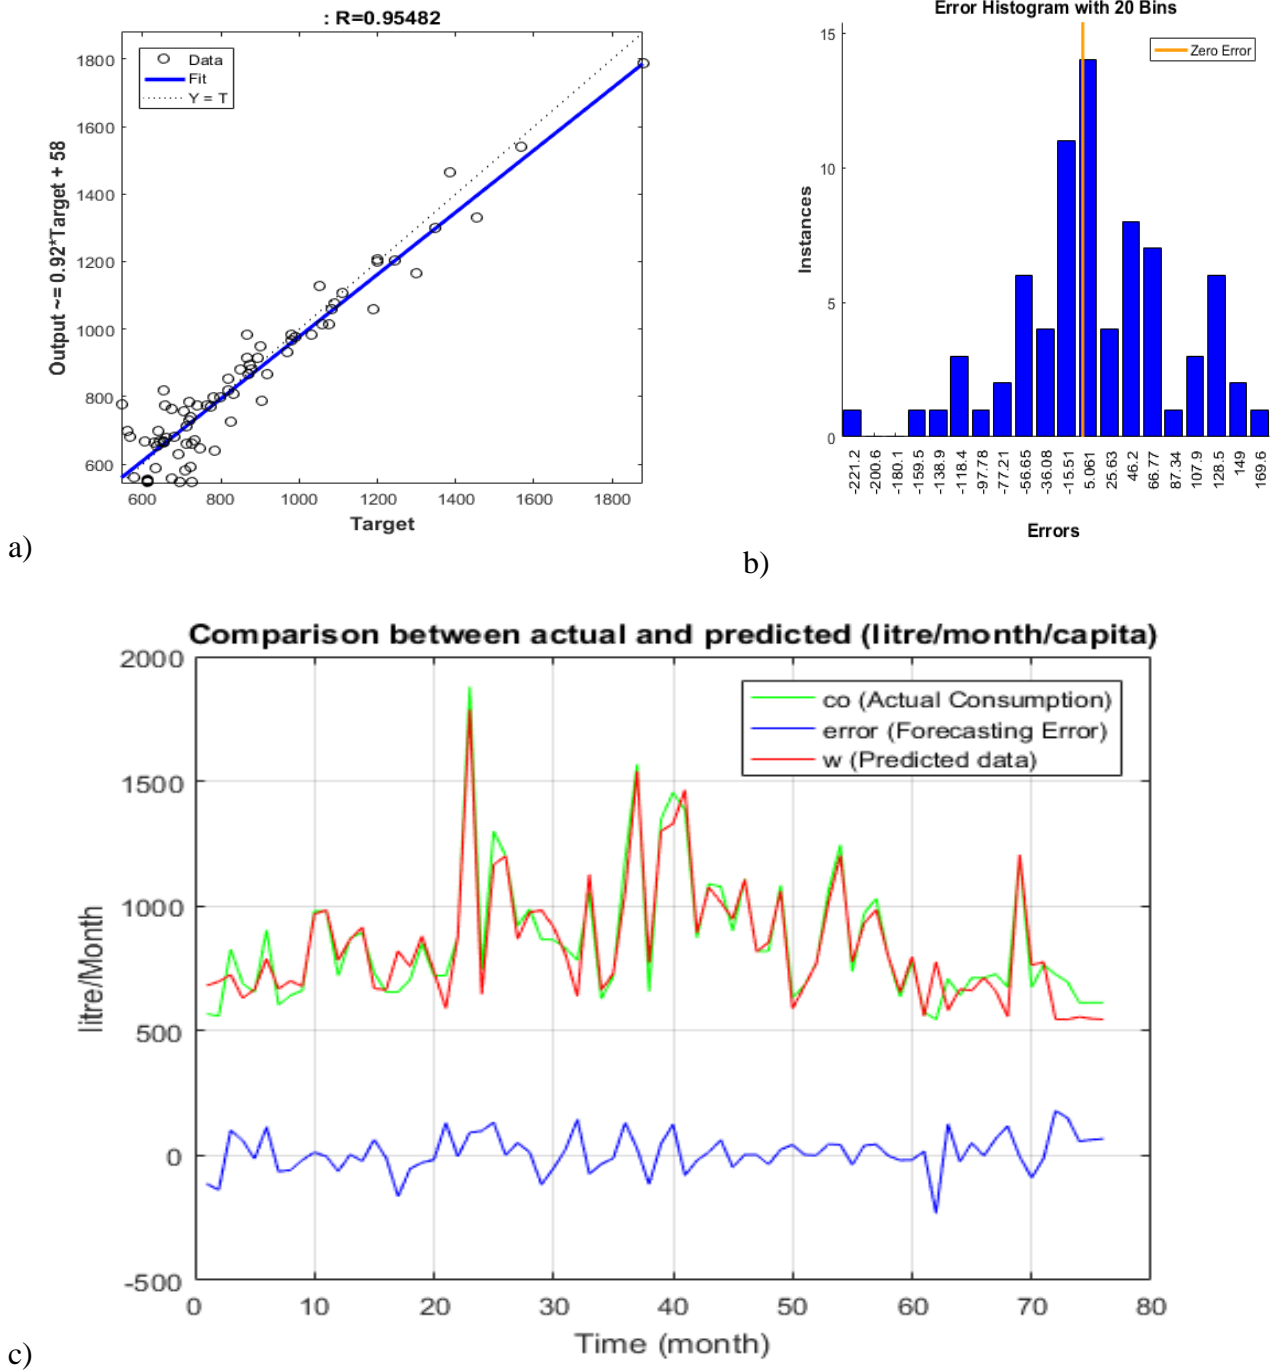 : R=0.95482
Data
Fit
Y = T
Output ~= 0.92*Target + 58
1800
1600
1400
1200
1000
800
600
600 800 1000 1200 1400 1600 1800
Target
a)
Error Histogram with 20 Bins
Zero Error
Instances
15
10
5
0
-221.2 -200.6 -180.1 -159.5 -138.9 -118.4 -97.78 -77.21 -56.65 -36.08 -15.51 5.061 25.63 46.2 66.77 87.34 107.9 128.5 149 169.6
Errors
b)
Comparison between actual and predicted (litre/month/capita)
co (Actual Consumption)
error (Forecasting Error)
w (Predicted data)
litre/Month
2000
1500
1000
500
0
-500
0 10 20 30 40 50 60 70 80
Time (month)
c)